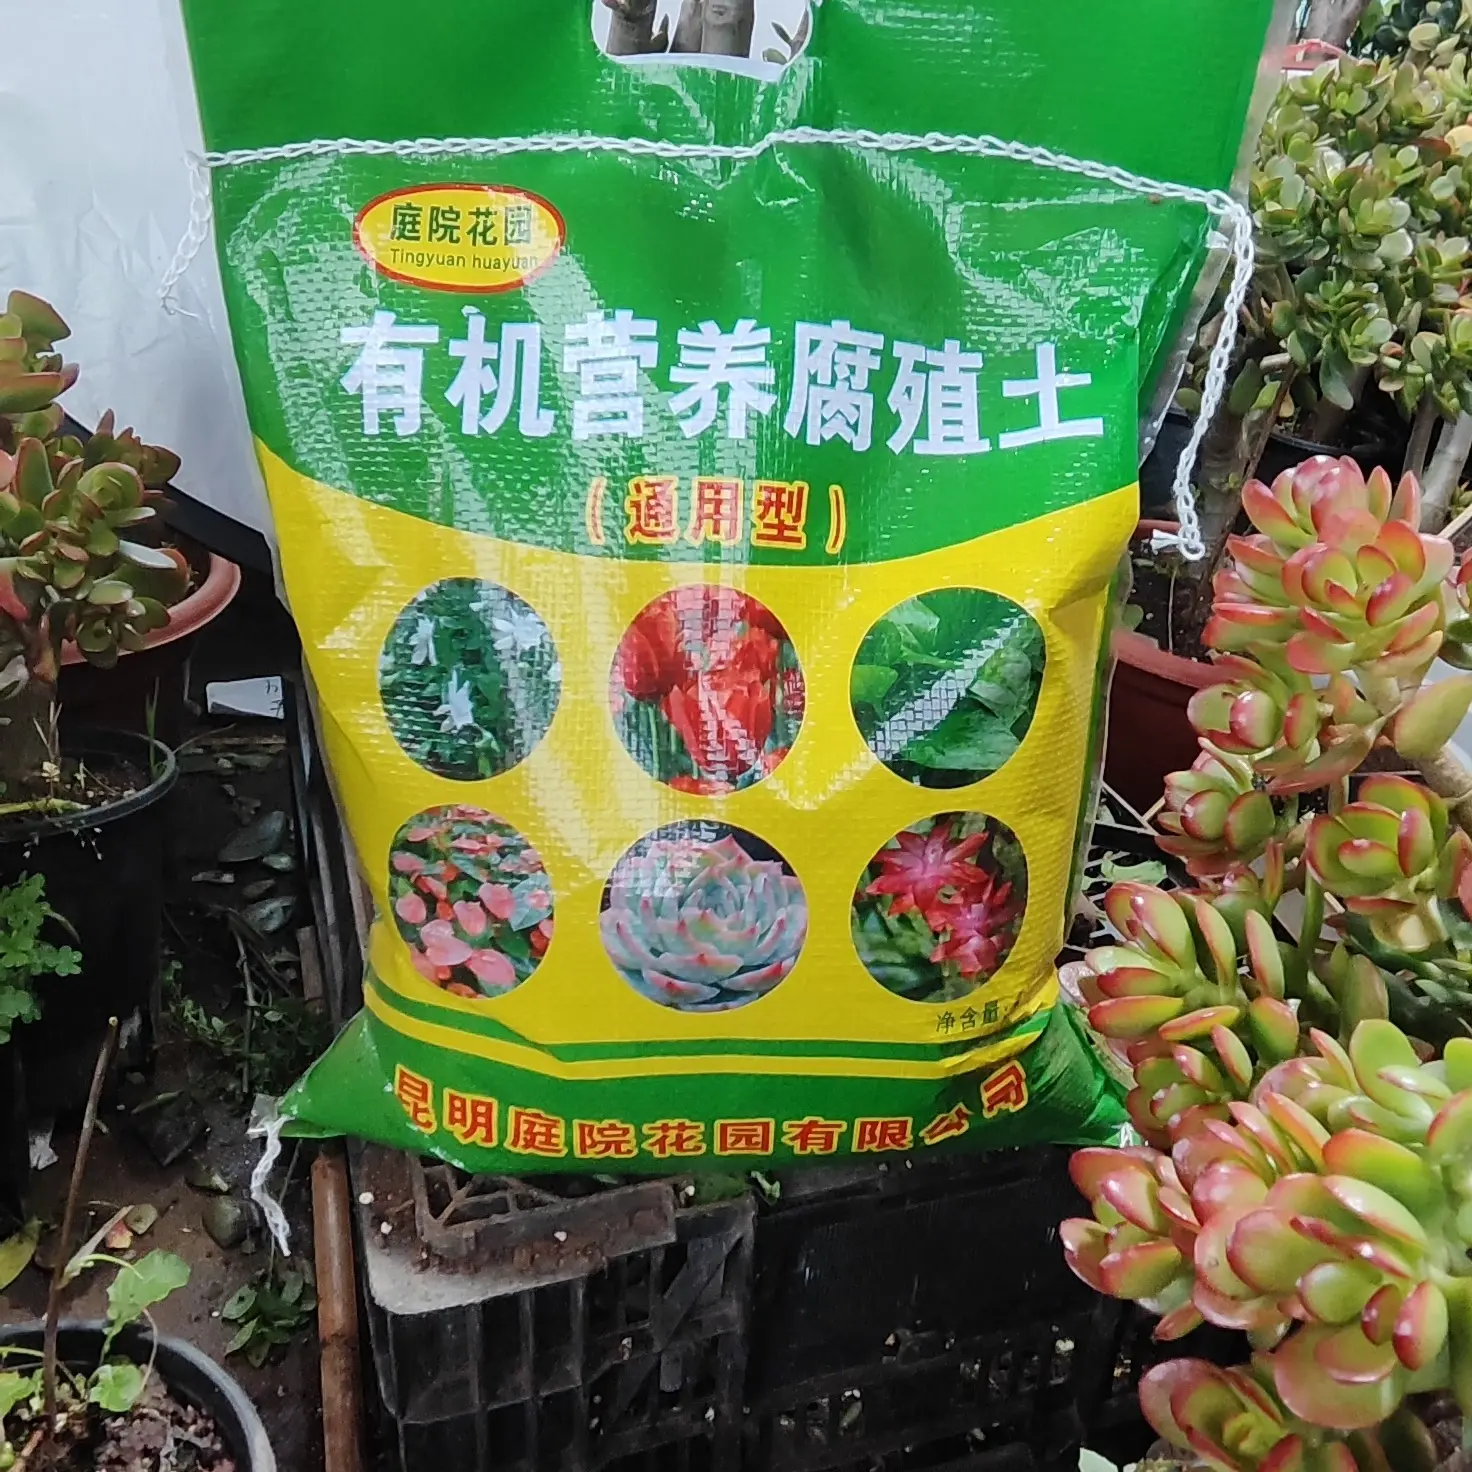 庭院花园
Tingyuan huayuan
有机营养腐殖土
(通用型)
净含量:
昆明庭院花园有限公司